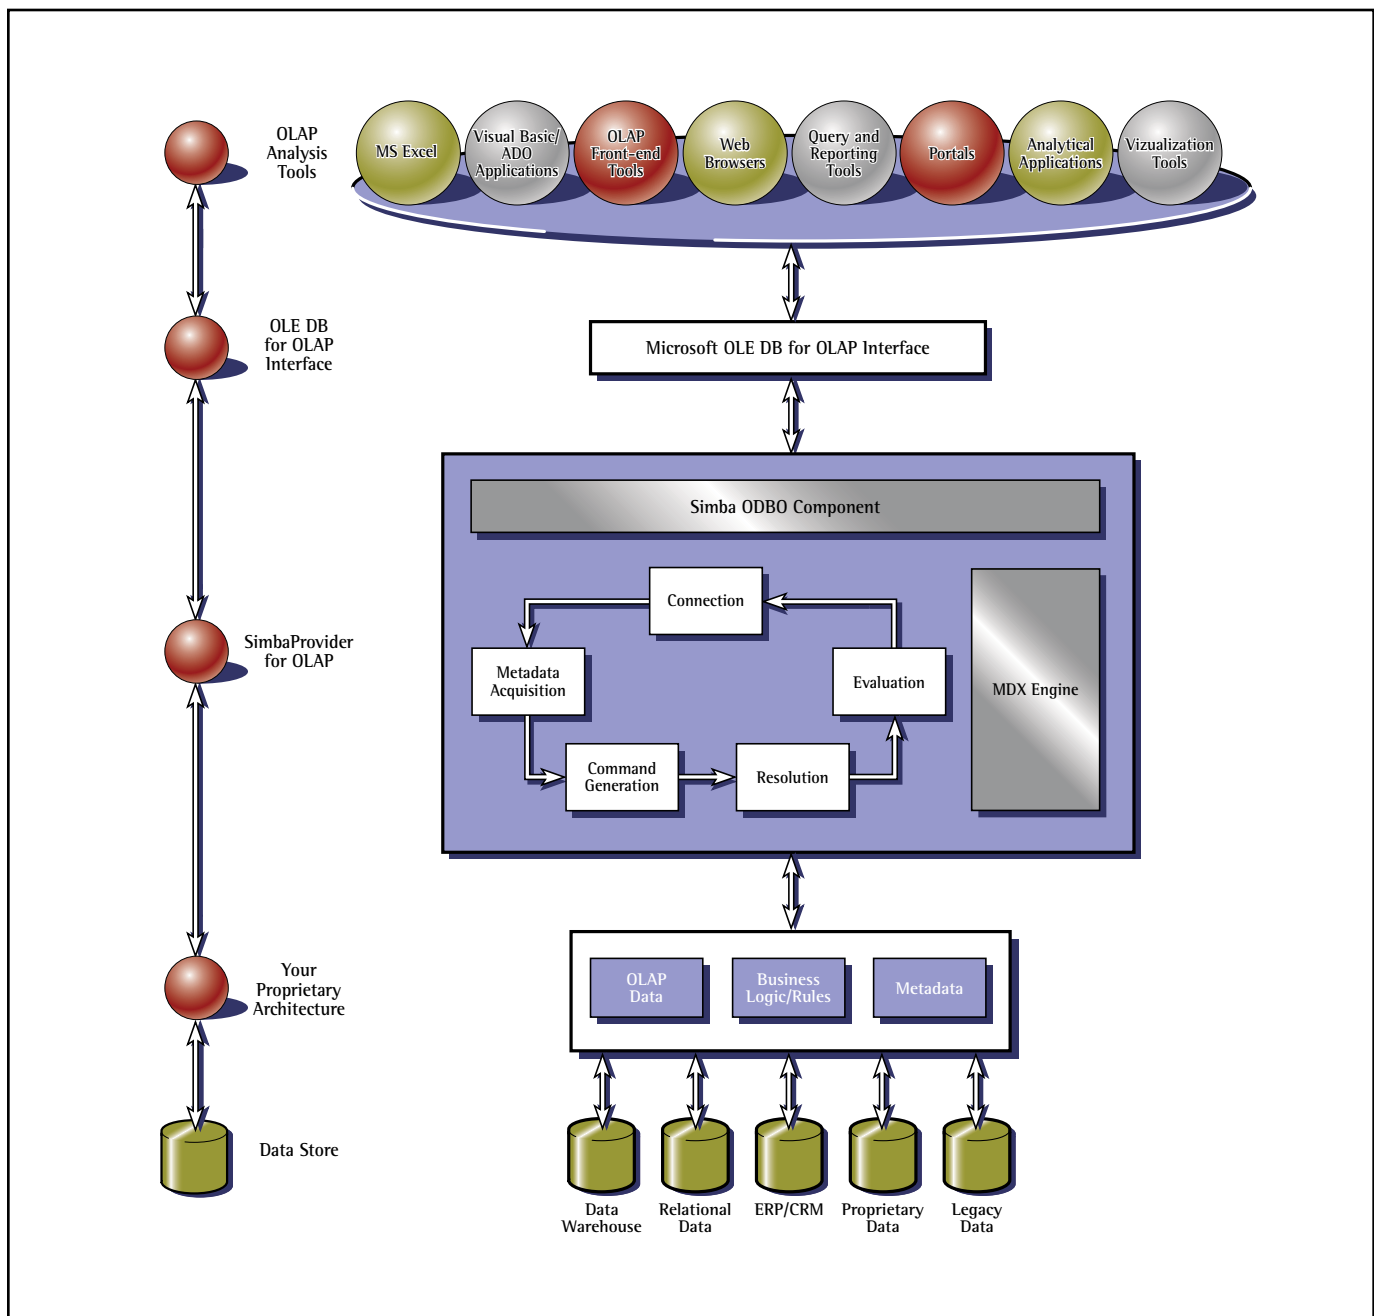 OLAP
Analysis
Tools
MS Excel
Visual Basic/
ADO
Applications
OLAP
Front-end
Tools
Web
Browsers
Query and
Reporting
Tools
Portals
Analytical
Applications
Vizualization
Tools
OLE DB
for OLAP
Interface
Microsoft OLE DB for OLAP Interface
Simba ODBO Component
SimbaProvider
for OLAP
Connection
Metadata
Acquisition
Evaluation
MDX Engine
Command
Generation
Resolution
Your
Proprietary
Architecture
OLAP
Data
Business
Logic/Rules
Metadata
Data Store
Data
Warehouse
Relational
Data
ERP/CRM
Proprietary
Data
Legacy
Data